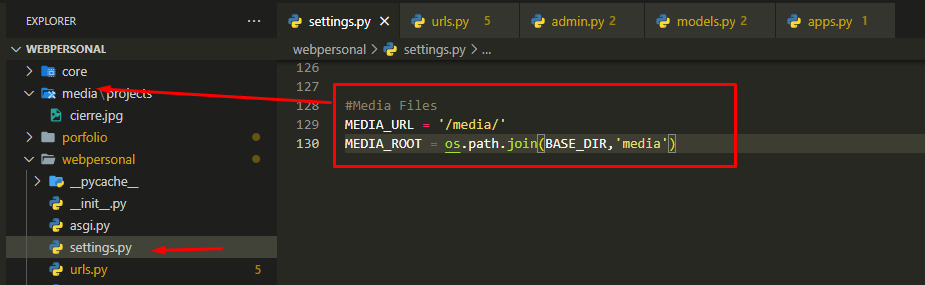 EXPLORER
WEBPERSONAL
core
media\projects
cierre.jpg
porfolio
webpersonal
__pycache__
__init__.py
asgi.py
settings.py
urls.py 5
settings.py urls.py 5 admin.py 2 models.py 2 apps.py 1
webpersonal > settings.py > ...
126
127
128 #Media Files
129 MEDIA_URL = '/media/'
130 MEDIA_ROOT = os.path.join(BASE_DIR,'media')